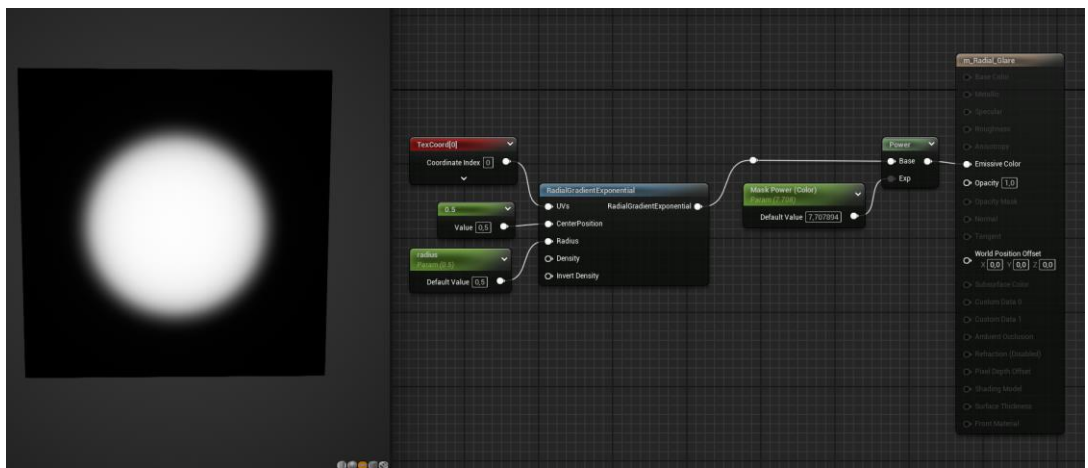 TexCoord[0]
Coordinate Index 0
0,5
Value 0,5
radius
Param (0.5)
Default Value 0,5
RadialGradientExponential
UVs RadialGradientExponential
CenterPosition
Radius
Density
Invert Density
Mask Power (Color)
Param (7,708)
Default Value 7,707894
Power
Base
Exp
m_Radial_Glare
Base Color
Metallic
Specular
Roughness
Anisotropy
Emissive Color
Opacity 1,0
Opacity Mask
Normal
Tangent
World Position Offset
X 0,0 Y 0,0 Z 0,0
Subsurface Color
Custom Data 0
Custom Data 1
Ambient Occlusion
Refraction (Disabled)
Pixel Depth Offset
Shading Model
Surface Thickness
Front Material